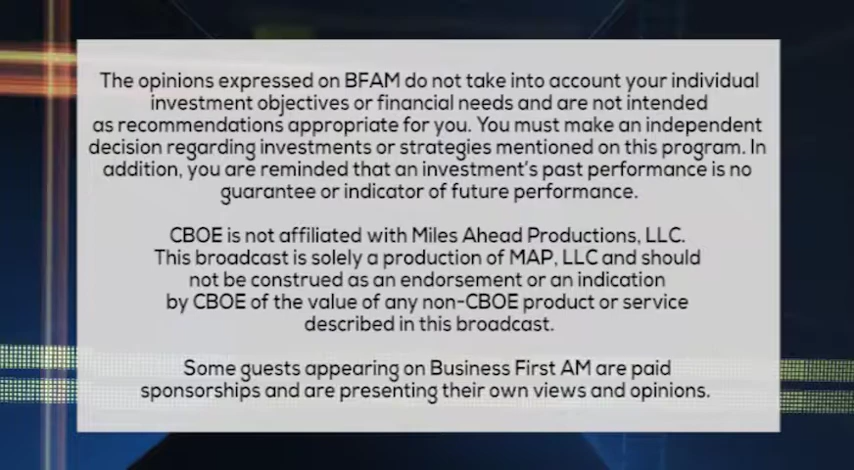 The opinions expressed on BFAM do not take into account your individual
investment objectives or financial needs and are not intended
as recommendations appropriate for you. You must make an independent
decision regarding investments or strategies mentioned on this program. In
addition, you are reminded that an investment's past performance is no
guarantee or indicator of future performance.
CBOE is not affiliated with Miles Ahead Productions, LLC.
This broadcast is solely a production of MAP, LLC and should
not be construed as an endorsement or an indication
by CBOE of the value of any non-CBOE product or service
described in this broadcast.
Some guests appearing on Business First AM are paid
sponsorships and are presenting their own views and opinions.